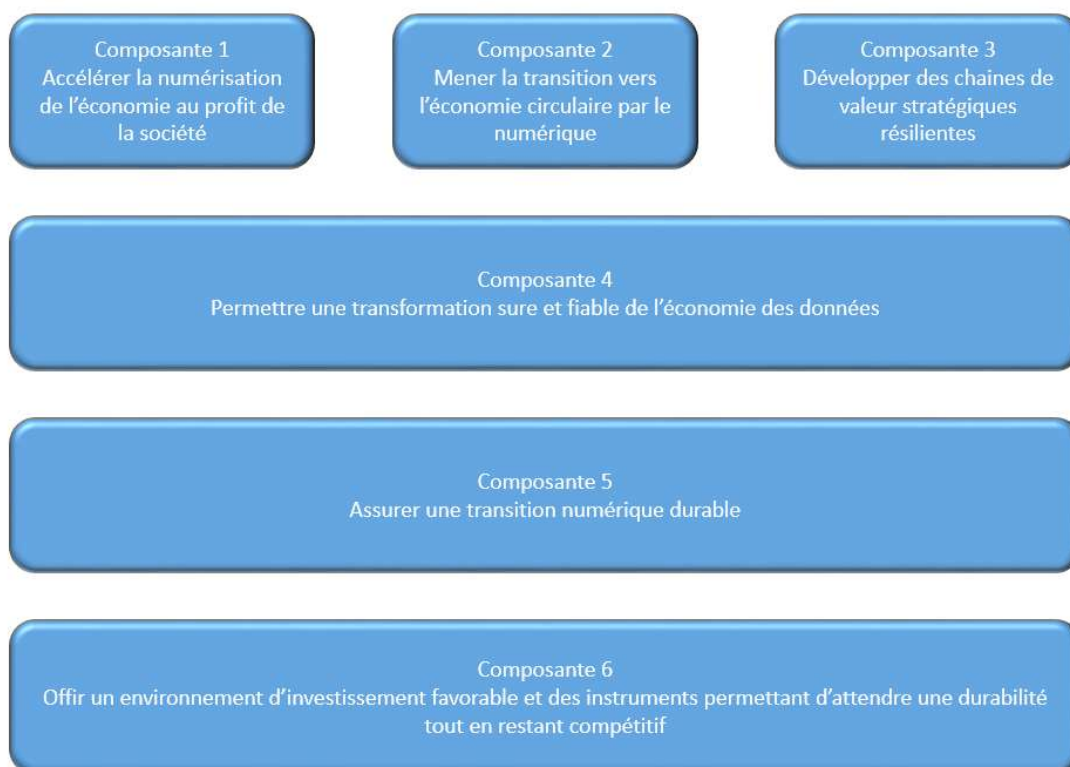 Composante 1
Accélérer la numérisation
de l’économie au profit de
la société
Composante 2
Mener la transition vers
l’économie circulaire par le
numérique
Composante 3
Développer des chaines de
valeur stratégiques
résilientes
Composante 4
Permettre une transformation sure et fiable de l’économie des données
Composante 5
Assurer une transition numérique durable
Composante 6
Offir un environnement d’investissement favorable et des instruments permettant d’attendre une durabilité
tout en restant compétitif